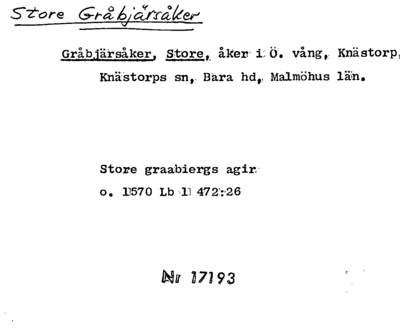 Store Gråbjärsåker
Gråbjärsåker, Store, åker i Ö. vång, Knästorp,
Knästorps sn, Bara hd, Malmöhus län.
Store graabiergs agir
o. 1570 Lb 1 472:26
Nr 17193